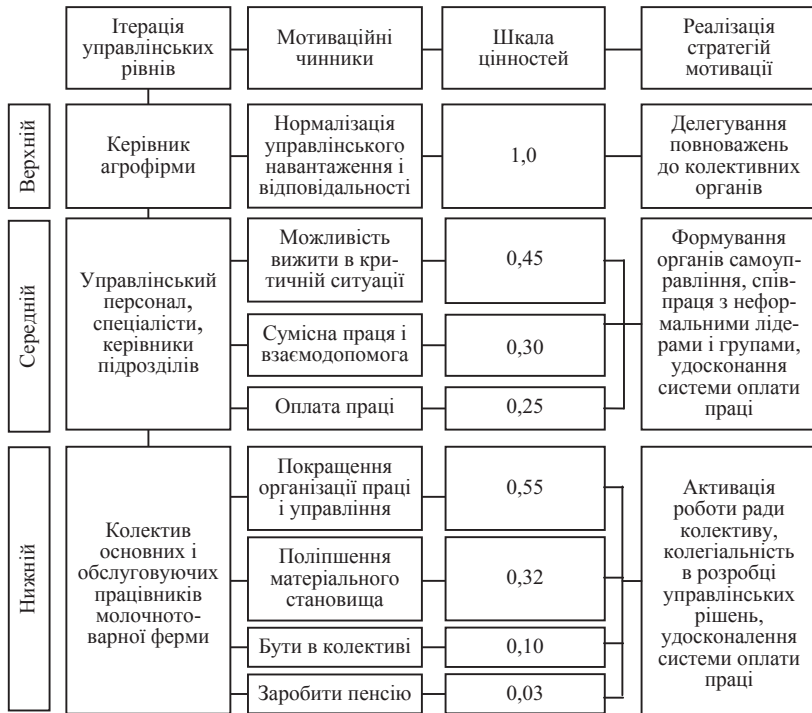 Ітерація
управлінських
рівнів
Мотиваційні
чинники
Шкала
цінностей
Реалізація
стратегій
мотивації
Верхній
Керівник
агрофірми
Нормалізація
управлінського
навантаження і
відповідальності
1,0
Делегування
повноважень
до колективних
органів
Середній
Управлінський
персонал,
спеціалісти,
керівники
підрозділів
Можливість
вижити в кри-
тичній ситуації
0,45
Сумісна праця і
взаємодопомога
0,30
Оплата праці
0,25
Формування
органів самоуп-
равління, спів-
праця з нефор-
мальними ліде-
рами і групами,
удосконання
системи оплати
праці
Нижній
Колектив
основних і
обслуговуючих
працівників
молочното-
варної ферми
Покращення
організації праці
і управління
0,55
Поліпшення
матеріального
становища
0,32
Бути в колективі
0,10
Заробити пенсію
0,03
Активація
роботи ради
колективу,
колегіальність
в розробці
управлінських
рішень,
удосконалення
системи оплати
праці